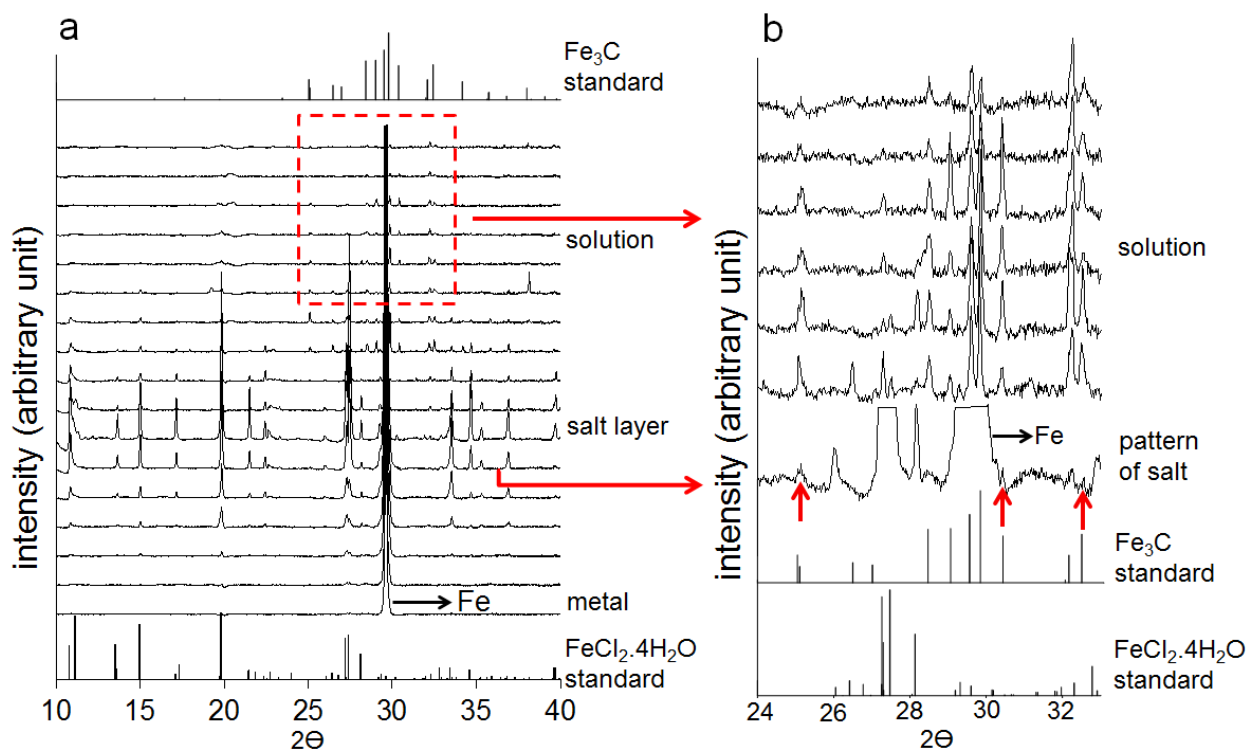 a
Fe₃C
standard
solution
salt layer
Fe
metal
FeCl₂.4H₂O
standard
intensity (arbitrary unit)
10 15 20 25 30 35 40
2Θ
b
solution
Fe
pattern
of salt
Fe₃C
standard
FeCl₂.4H₂O
standard
intensity (arbitrary unit)
24 26 28 30 32
2Θ